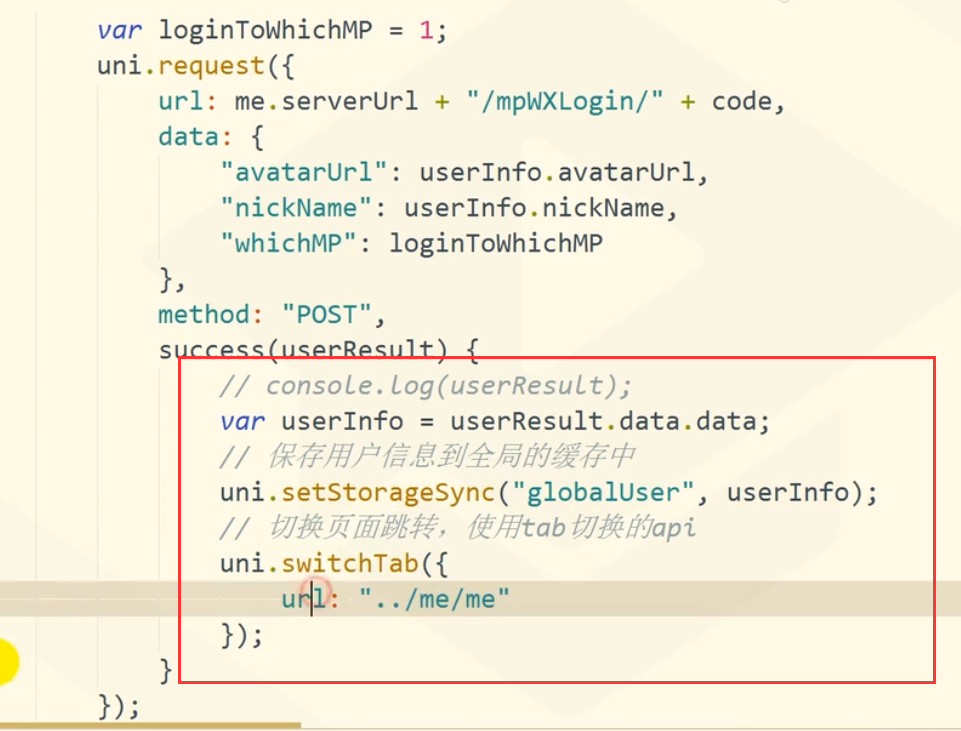 var loginToWhichMP = 1;
uni.request({
url: me.serverUrl + "/mpWXLogin/" + code,
data: {
"avatarUrl": userInfo.avatarUrl,
"nickName": userInfo.nickName,
"whichMP": loginToWhichMP
},
method: "POST",
success(userResult) {
// console.log(userResult);
var userInfo = userResult.data.data;
// 保存用户信息到全局的缓存中
uni.setStorageSync("globalUser", userInfo);
// 切换页面跳转，使用tab切换的api
uni.switchTab({
url: "../me/me"
});
}
});